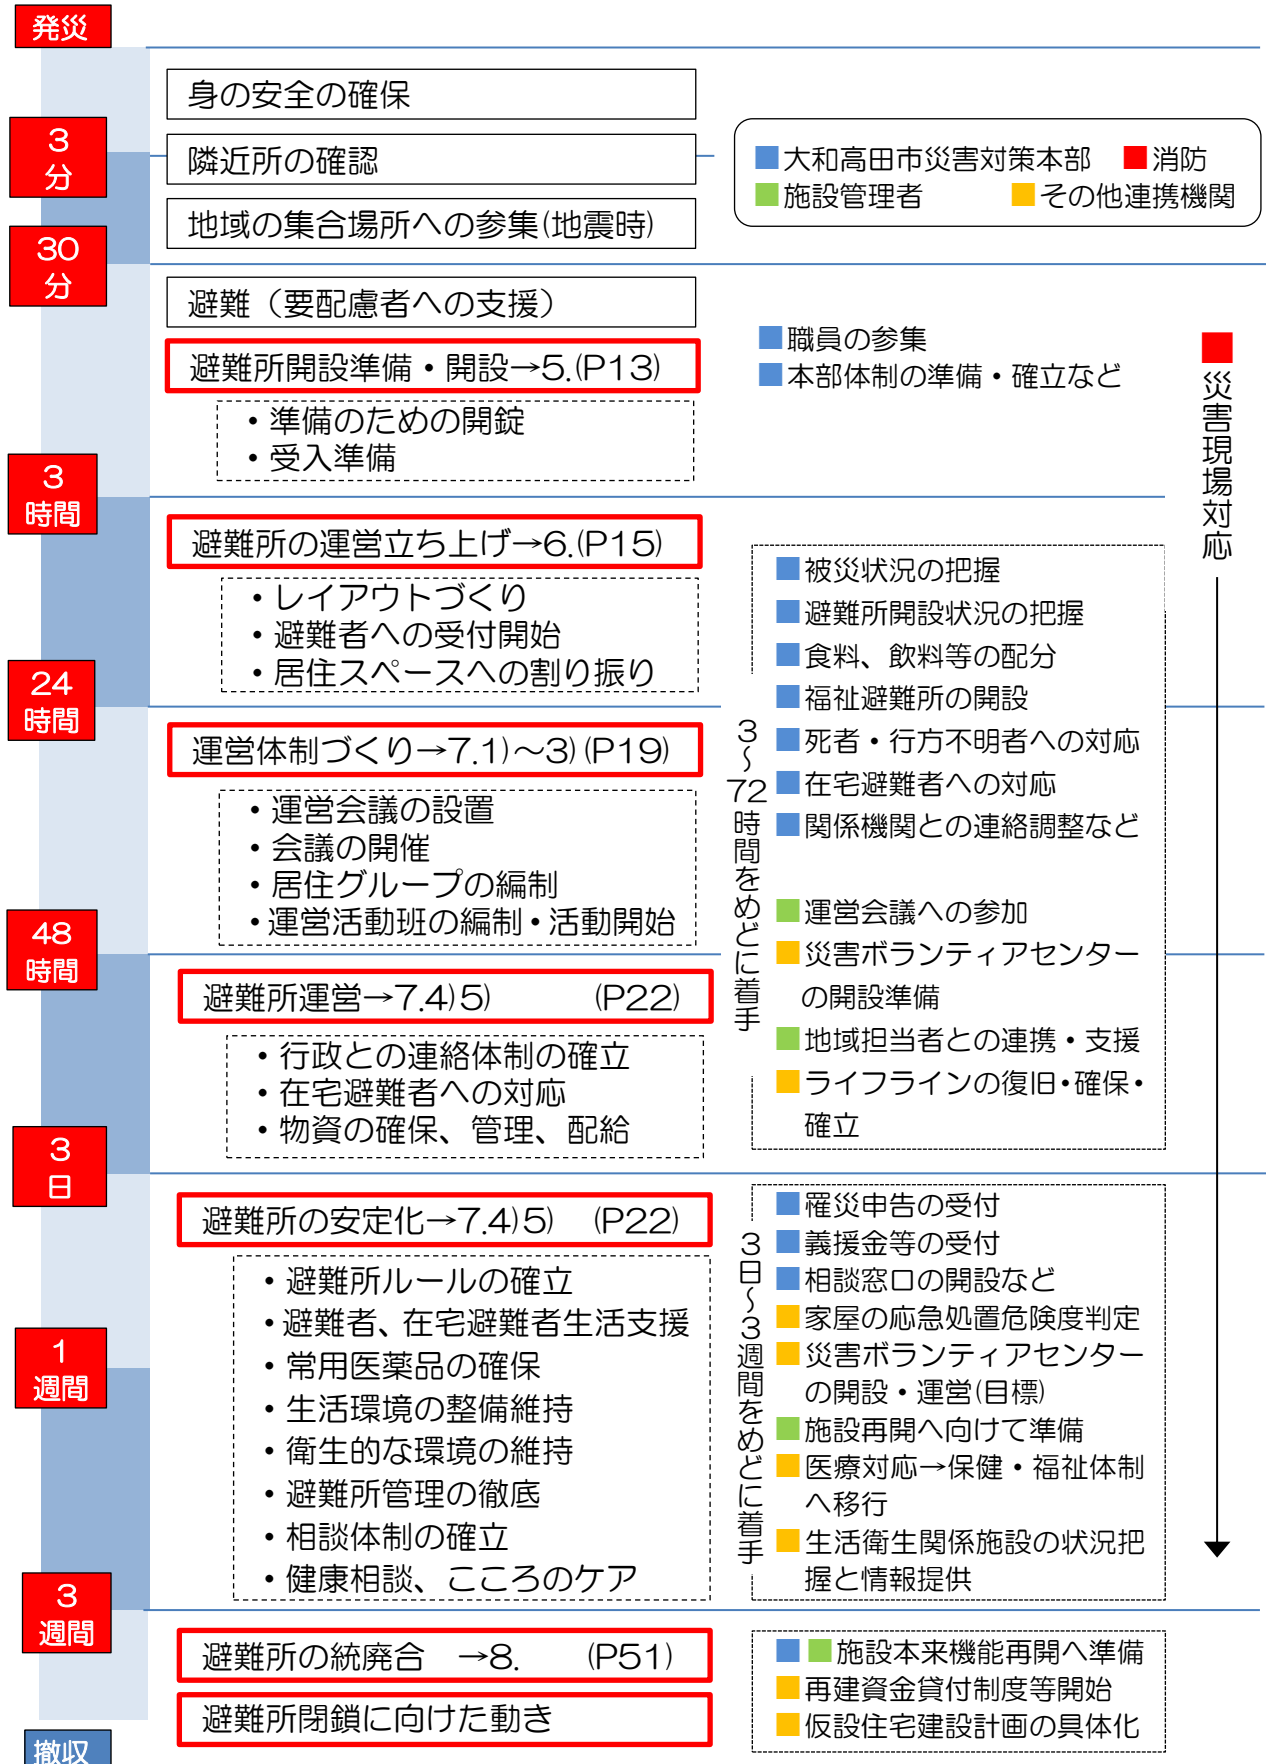 発災
身の安全の確保
3
分
隣近所の確認
地域の集合場所への参集(地震時)
■大和高田市災害対策本部 ■消防
■施設管理者 ■その他連携機関
30
分
避難（要配慮者への支援）
避難所開設準備・開設→5.(P13)
・準備のための開錠
・受入準備
■職員の参集
■本部体制の準備・確立など
■災害現場対応
3
時間
避難所の運営立ち上げ→6.(P15)
・レイアウトづくり
・避難者への受付開始
・居住スペースへの割り振り
24
時間
運営体制づくり→7.1)～3)(P19)
・運営会議の設置
・会議の開催
・居住グループの編制
・運営活動班の編制・活動開始
48
時間
避難所運営→7.4)5) (P22)
・行政との連絡体制の確立
・在宅避難者への対応
・物資の確保、管理、配給
3～72時間をめどに着手
■被災状況の把握
■避難所開設状況の把握
■食料、飲料等の配分
■福祉避難所の開設
■死者・行方不明者への対応
■在宅避難者への対応
■関係機関との連絡調整など
■運営会議への参加
■災害ボランティアセンター
の開設準備
■地域担当者との連携・支援
■ライフラインの復旧・確保・
確立
3
日
避難所の安定化→7.4)5) (P22)
・避難所ルールの確立
・避難者、在宅避難者生活支援
・常用医薬品の確保
・生活環境の整備維持
・衛生的な環境の維持
・避難所管理の徹底
・相談体制の確立
・健康相談、こころのケア
1
週間
3日～3週間をめどに着手
■罹災申告の受付
■義援金等の受付
■相談窓口の開設など
■家屋の応急処置危険度判定
■災害ボランティアセンター
の開設・運営(目標)
■施設再開へ向けて準備
■医療対応→保健・福祉体制
へ移行
■生活衛生関係施設の状況把
握と情報提供
3
週間
避難所の統廃合 →8. (P51)
避難所閉鎖に向けた動き
■■施設本来機能再開へ準備
■再建資金貸付制度等開始
■仮設住宅建設計画の具体化
撤収